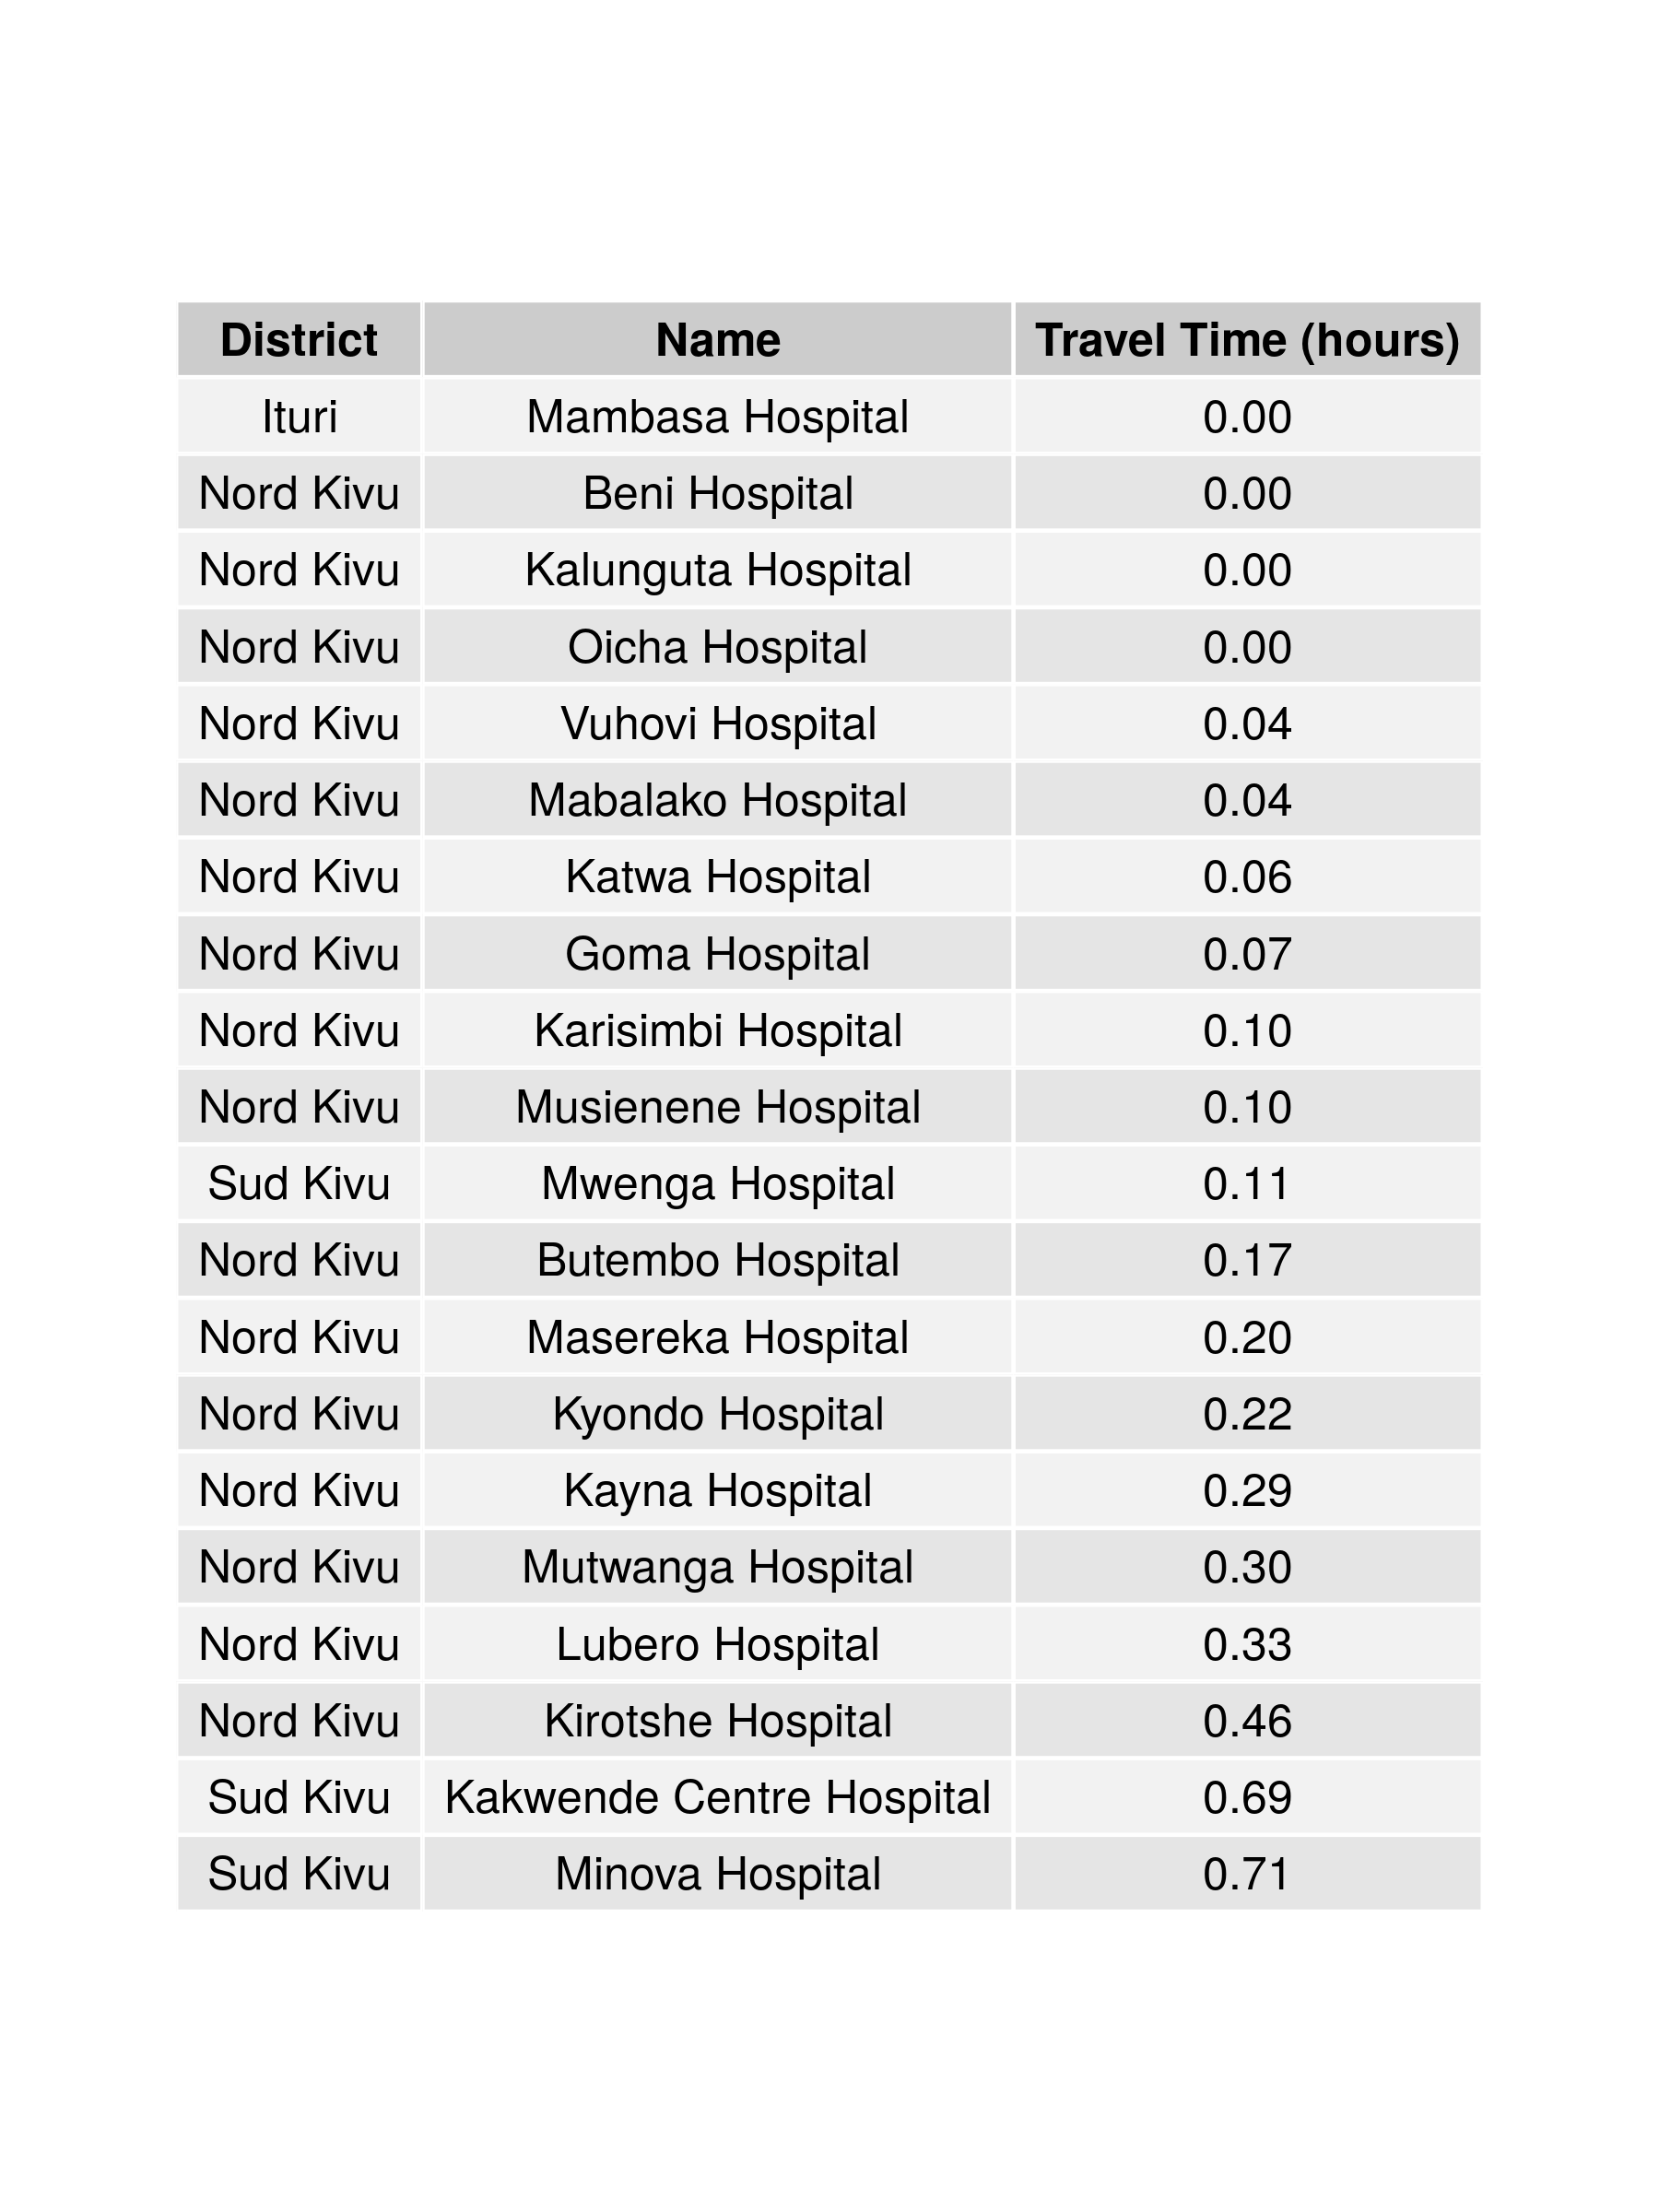 District Name Travel Time (hours)
Ituri Mambasa Hospital 0.00
Nord Kivu Beni Hospital 0.00
Nord Kivu Kalunguta Hospital 0.00
Nord Kivu Oicha Hospital 0.00
Nord Kivu Vuhovi Hospital 0.04
Nord Kivu Mabalako Hospital 0.04
Nord Kivu Katwa Hospital 0.06
Nord Kivu Goma Hospital 0.07
Nord Kivu Karisimbi Hospital 0.10
Nord Kivu Musienene Hospital 0.10
Sud Kivu Mwenga Hospital 0.11
Nord Kivu Butembo Hospital 0.17
Nord Kivu Masereka Hospital 0.20
Nord Kivu Kyondo Hospital 0.22
Nord Kivu Kayna Hospital 0.29
Nord Kivu Mutwanga Hospital 0.30
Nord Kivu Lubero Hospital 0.33
Nord Kivu Kirotshe Hospital 0.46
Sud Kivu Kakwende Centre Hospital 0.69
Sud Kivu Minova Hospital 0.71